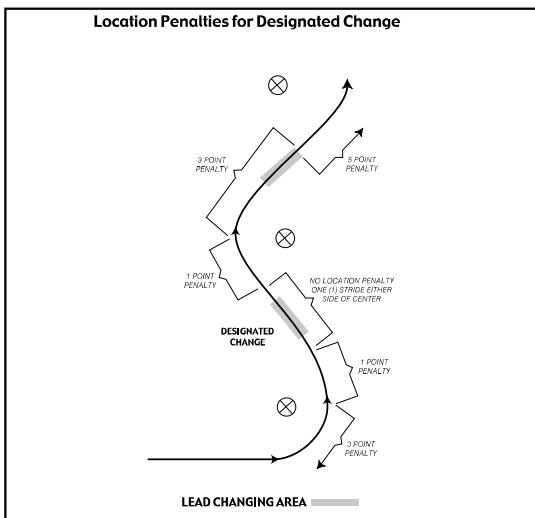 Location Penalties for Designated Change
3 POINT
PENALTY
5 POINT
PENALTY
1 POINT
PENALTY
NO LOCATION PENALTY
ONE (1) STRIDE EITHER
SIDE OF CENTER
DESIGNATED
CHANGE
1 POINT
PENALTY
3 POINT
PENALTY
LEAD CHANGING AREA